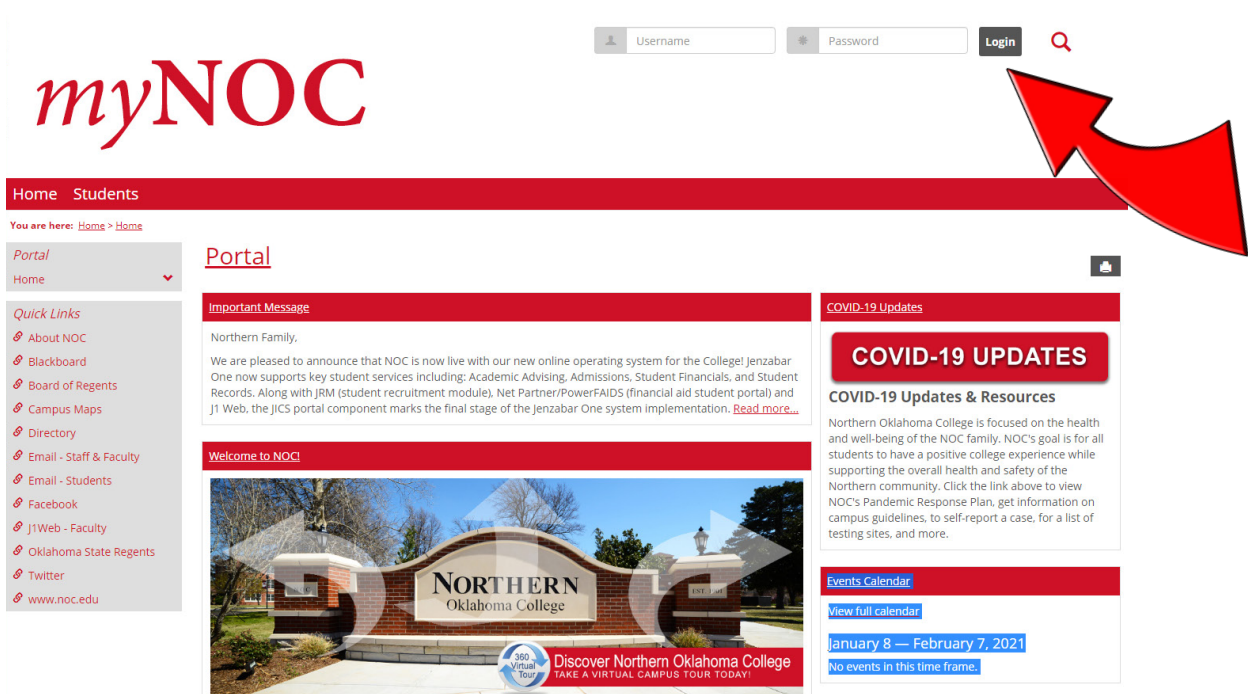 Username
Password
Login
myNOC
Home Students
You are here: Home > Home
Portal
Home
Quick Links
About NOC
Blackboard
Board of Regents
Campus Maps
Directory
Email - Staff & Faculty
Email - Students
Facebook
J1Web - Faculty
Oklahoma State Regents
Twitter
www.noc.edu
Portal
Important Message
Northern Family,
We are pleased to announce that NOC is now live with our new online operating system for the College! Jenzabar
One now supports key student services including: Academic Advising, Admissions, Student Financials, and Student
Records. Along with JRM (student recruitment module), Net Partner/PowerFAIDS (financial aid student portal) and
J1 Web, the JICS portal component marks the final stage of the Jenzabar One system implementation. Read more...
Welcome to NOC!
NORTHERN
Oklahoma College
EST. 1901
360
Virtual
Tour
Discover Northern Oklahoma College
TAKE A VIRTUAL CAMPUS TOUR TODAY!
COVID-19 Updates
COVID-19 UPDATES
COVID-19 Updates & Resources
Northern Oklahoma College is focused on the health
and well-being of the NOC family. NOC's goal is for all
students to have a positive college experience while
supporting the overall health and safety of the
Northern community. Click the link above to view
NOC's Pandemic Response Plan, get information on
campus guidelines, to self-report a case, for a list of
testing sites, and more.
Events Calendar
View full calendar
January 8 — February 7, 2021
No events in this time frame.